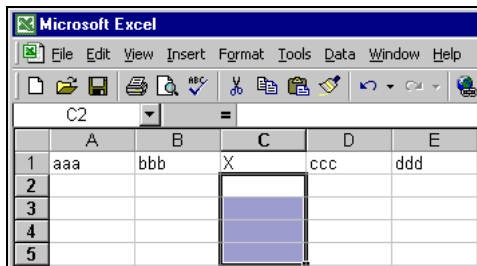 Microsoft Excel
File Edit View Insert Format Tools Data Window Help
ABC
C2 =
A B C D E
1 aaa bbb X ccc ddd
2
3
4
5